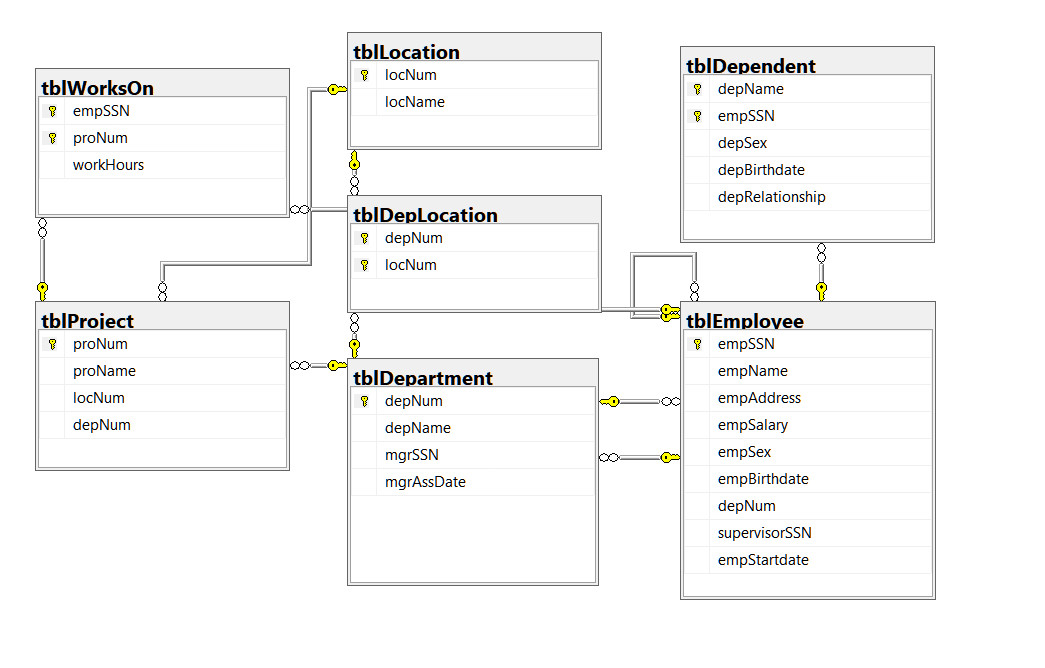 tblWorksOn
empSSN
proNum
workHours
tblLocation
locNum
locName
tblDependent
depName
empSSN
depSex
depBirthdate
depRelationship
tblDepLocation
depNum
locNum
tblProject
proNum
proName
locNum
depNum
tblDepartment
depNum
depName
mgrSSN
mgrAssDate
tblEmployee
empSSN
empName
empAddress
empSalary
empSex
empBirthdate
depNum
supervisorSSN
empStartdate